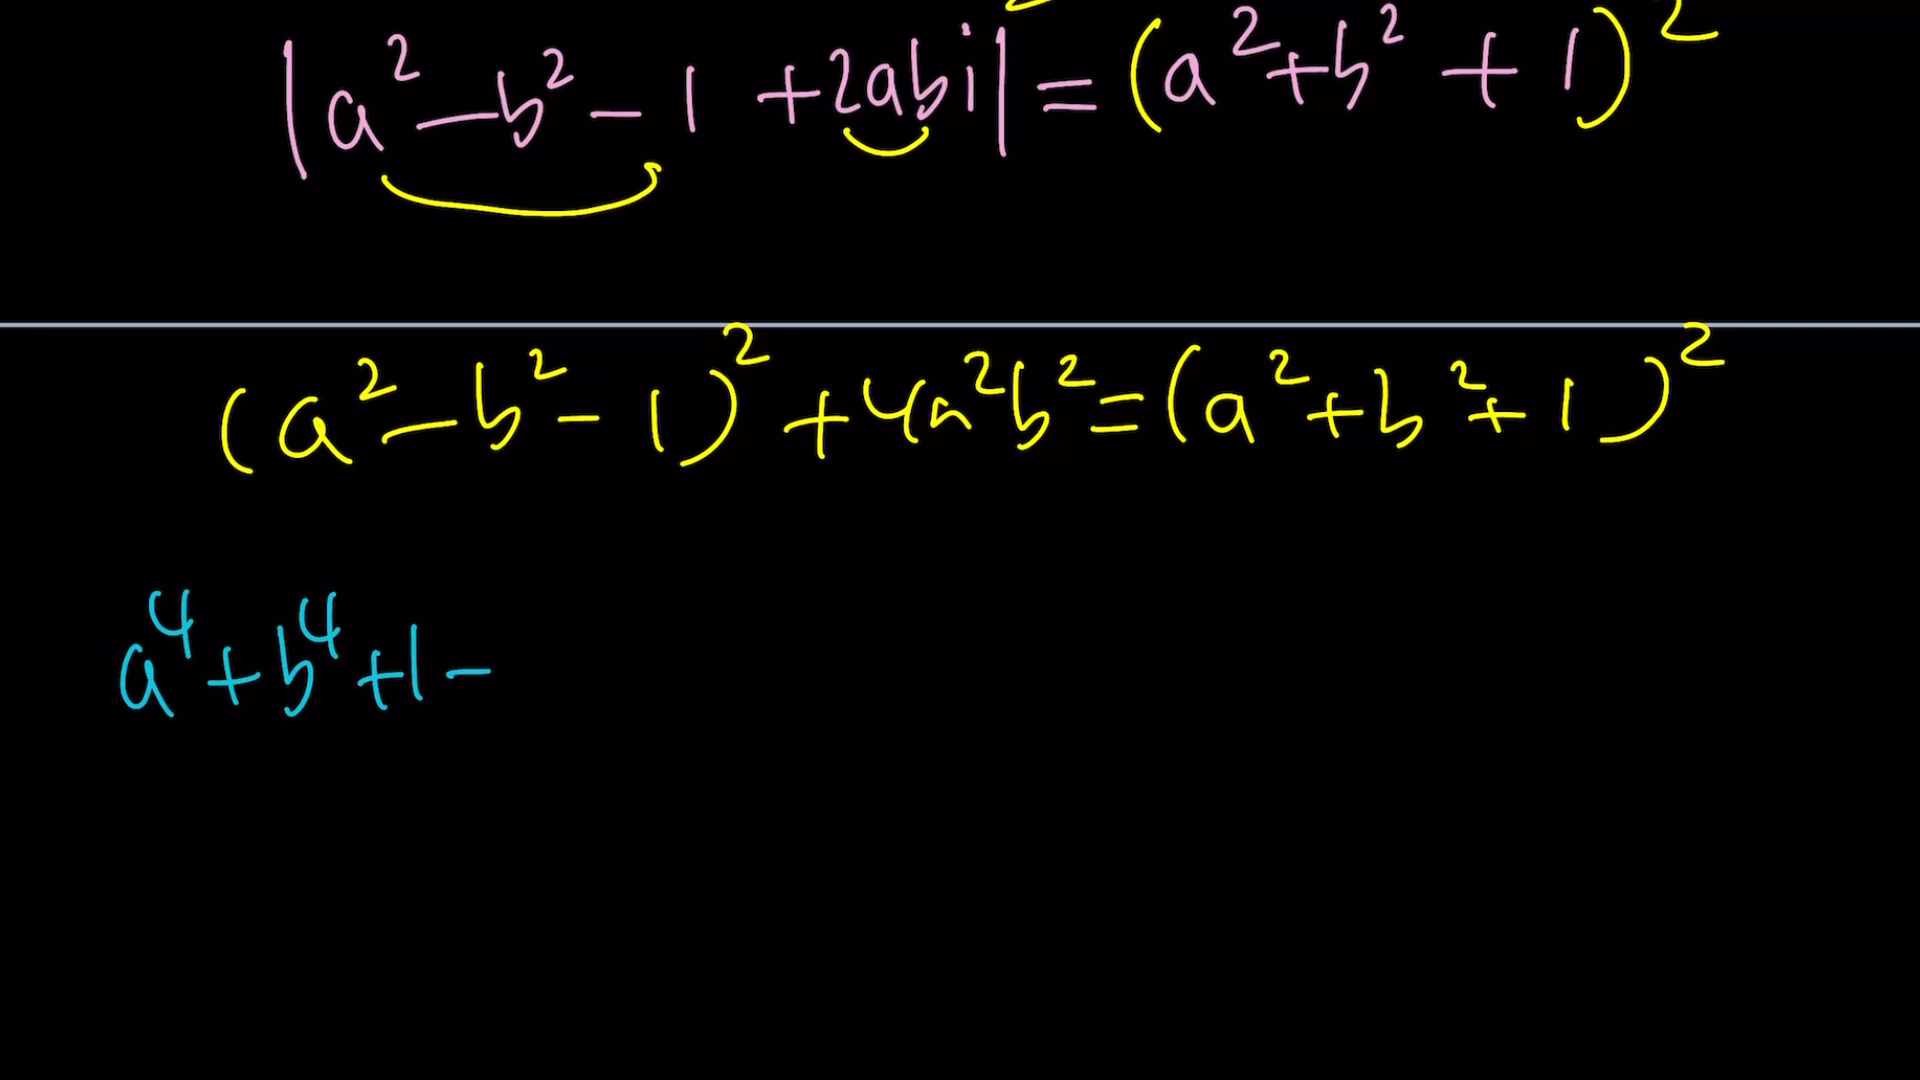 |a²-b²-1+2abi|²=(a²+b²+1)²
(a²-b²-1)²+4a²b²=(a²+b²+1)²
a⁴+b⁴+1-